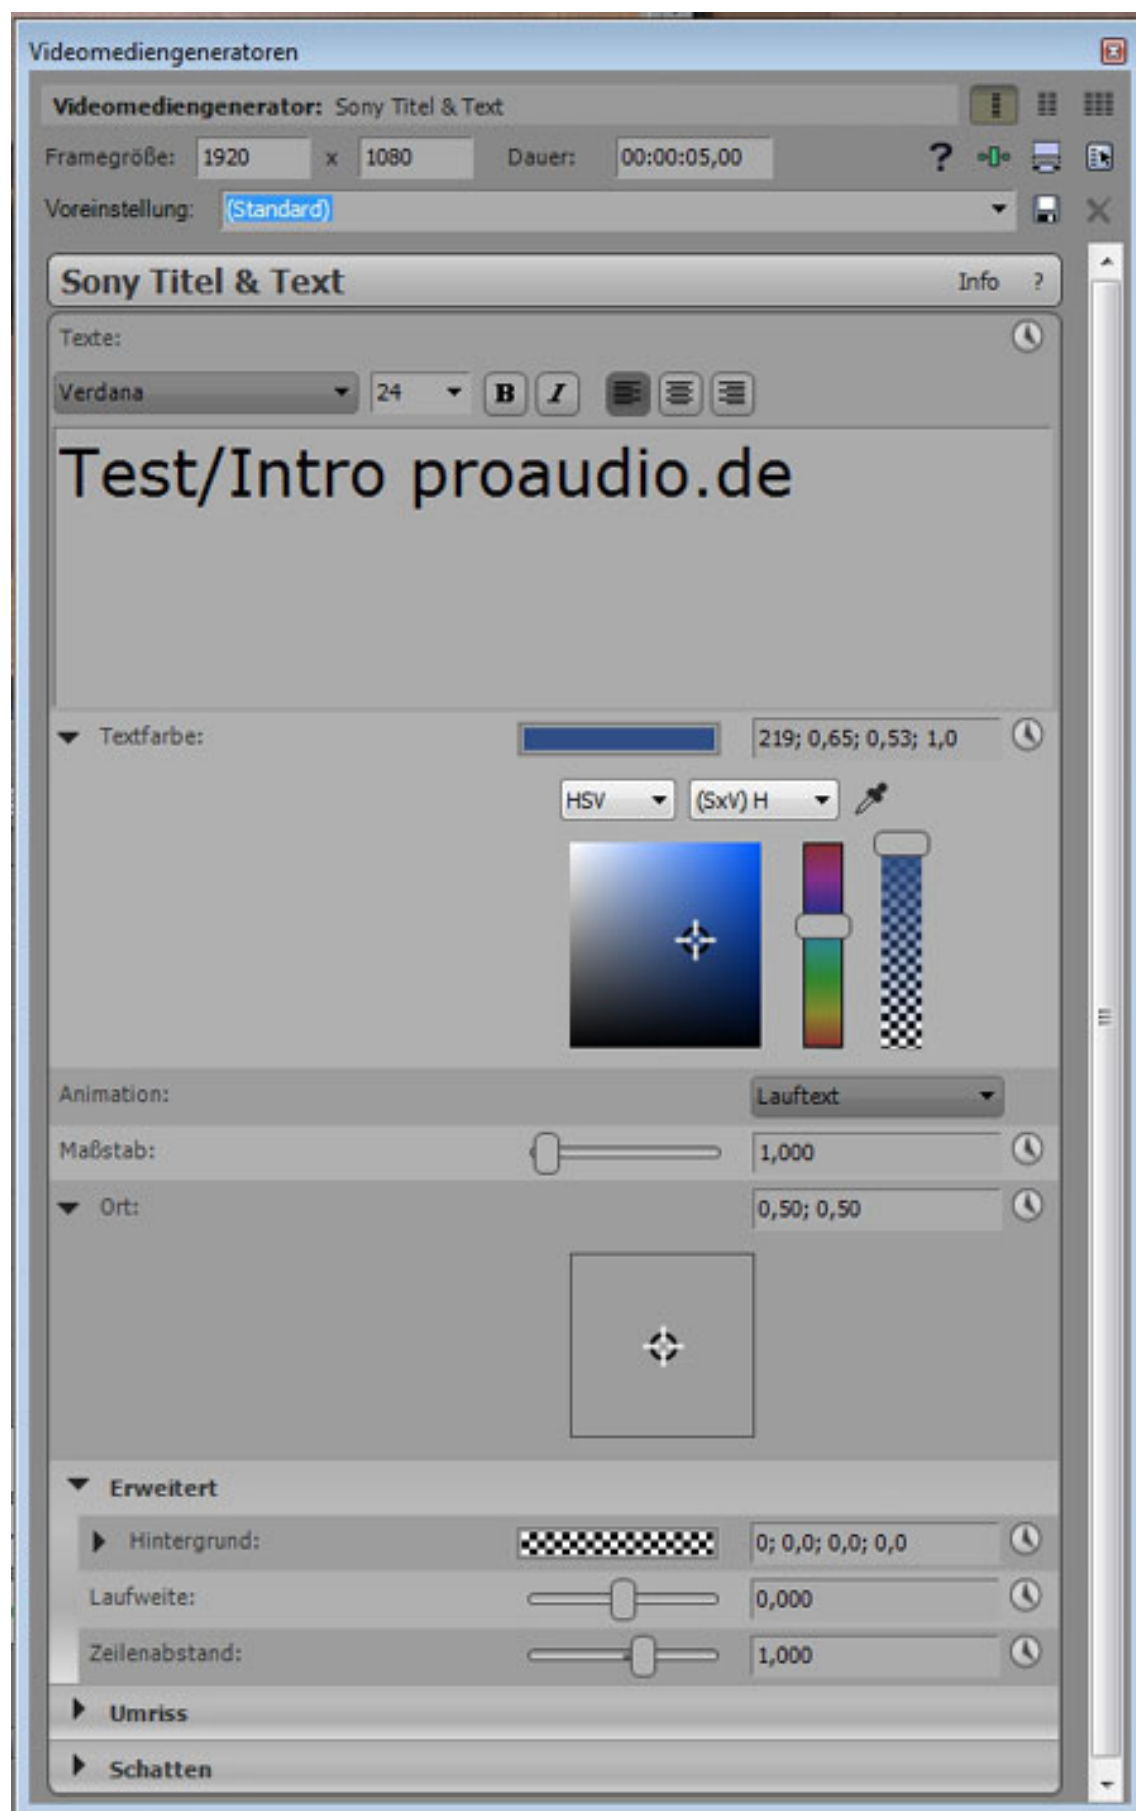 Videomediengeneratoren
Videomediengenerator: Sony Titel & Text
Framegröße: 1920 x 1080 Dauer: 00:00:05,00 ?
Voreinstellung: (Standard)
Sony Titel & Text Info ?
Texte:
Verdana 24 B I
Test/Intro proaudio.de
Textfarbe: 219; 0,65; 0,53; 1,0
HSV (SxV) H
Animation: Lauftext
Maßstab: 1,000
Ort: 0,50; 0,50
Erweitert
Hintergrund: 0; 0,0; 0,0; 0,0
Laufweite: 0,000
Zeilenabstand: 1,000
Umriss
Schatten